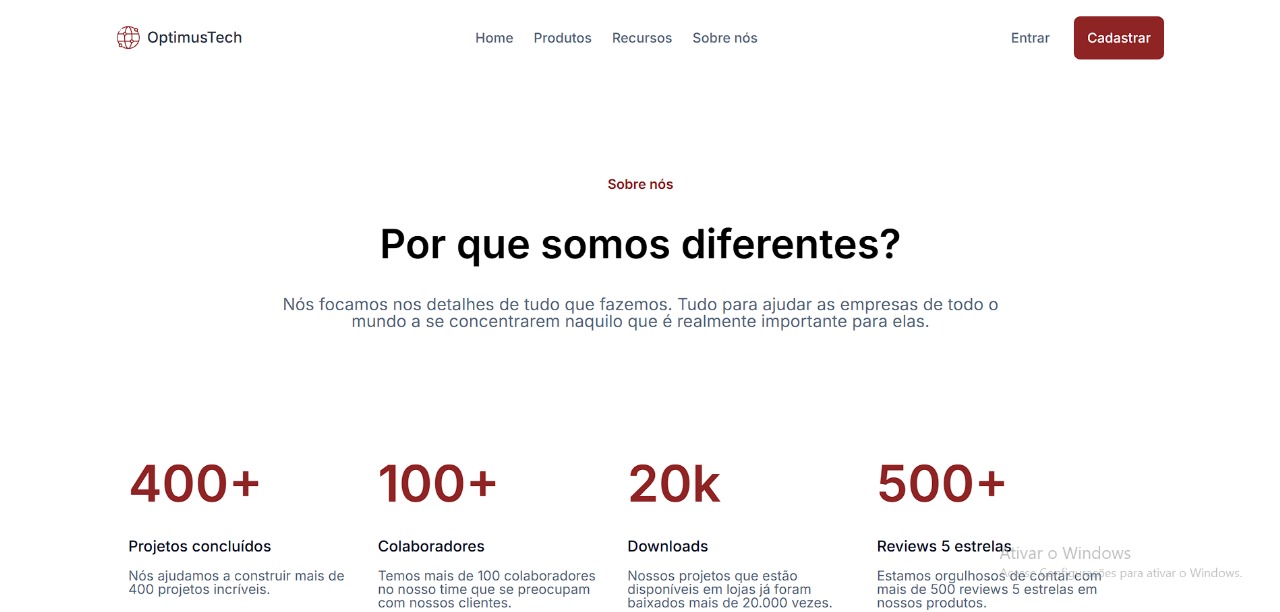 OptimusTech
Home Produtos Recursos Sobre nós
Entrar Cadastrar
Sobre nós
Por que somos diferentes?
Nós focamos nos detalhes de tudo que fazemos. Tudo para ajudar as empresas de todo o
mundo a se concentrarem naquilo que é realmente importante para elas.
400+
Projetos concluídos
Nós ajudamos a construir mais de
400 projetos incríveis.
100+
Colaboradores
Temos mais de 100 colaboradores
no nosso time que se preocupam
com nossos clientes.
20k
Downloads
Nossos projetos que estão
disponíveis em lojas já foram
baixados mais de 20.000 vezes.
500+
Reviews 5 estrelas
Estamos orgulhosos de contar com
mais de 500 reviews 5 estrelas em
nossos produtos.
Ativar o Windows
Acesse Configurações para ativar o Windows.